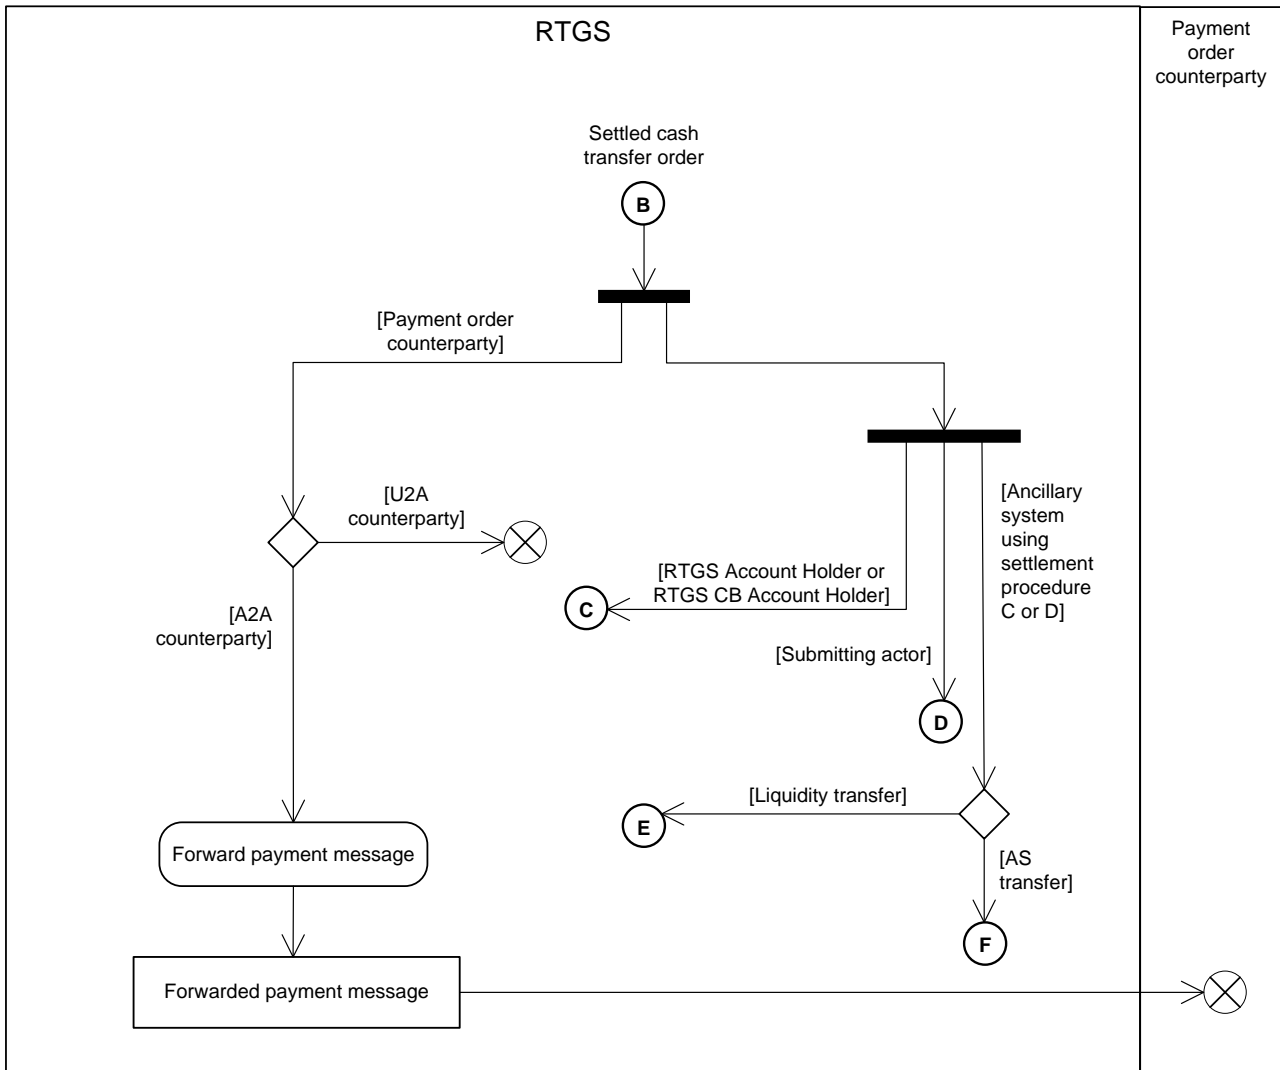 RTGS
Payment
order
counterparty
Settled cash
transfer order
B
[Payment order
counterparty]
[U2A
counterparty]
[Ancillary
system
using
settlement
procedure
C or D]
[RTGS Account Holder or
RTGS CB Account Holder]
C
[A2A
counterparty]
[Submitting actor]
D
[Liquidity transfer]
E
Forward payment message
[AS
transfer]
F
Forwarded payment message